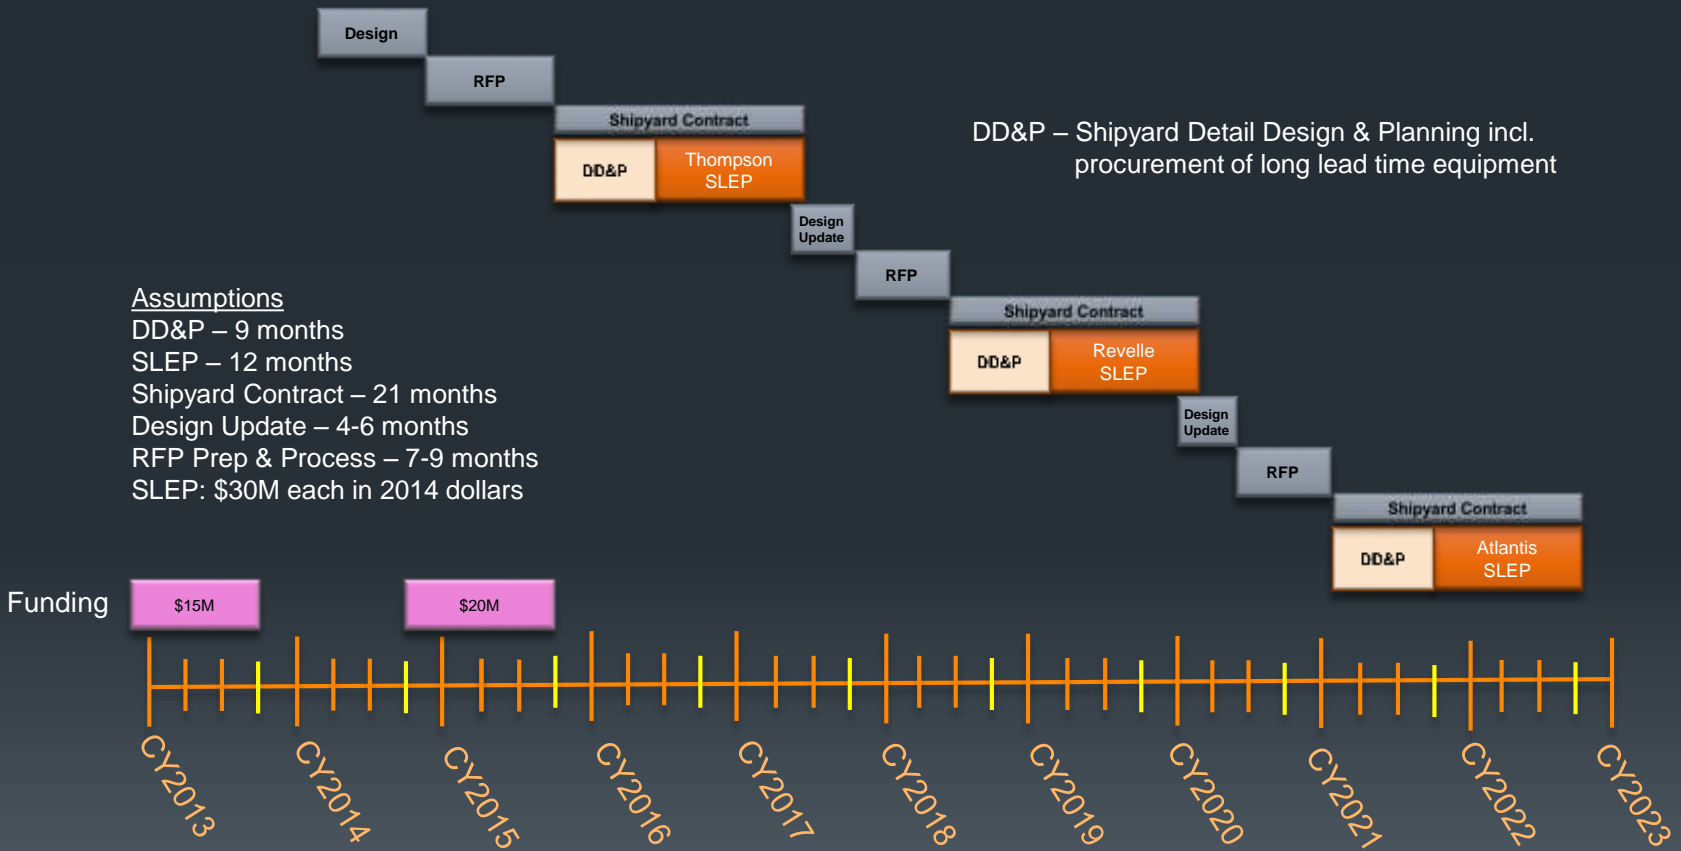 Design
RFP
Shipyard Contract
DD&P
Thompson
SLEP
DD&P – Shipyard Detail Design & Planning incl.
procurement of long lead time equipment
Design
Update
RFP
Shipyard Contract
DD&P
Revelle
SLEP
Assumptions
DD&P – 9 months
SLEP – 12 months
Shipyard Contract – 21 months
Design Update – 4-6 months
RFP Prep & Process – 7-9 months
SLEP: $30M each in 2014 dollars
Design
Update
RFP
Shipyard Contract
DD&P
Atlantis
SLEP
Funding
$15M
$20M
CY2013
CY2014
CY2015
CY2016
CY2017
CY2018
CY2019
CY2020
CY2021
CY2022
CY2023